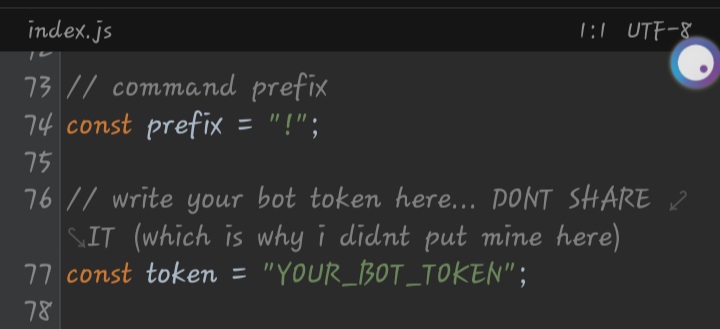 index.js 1:1 UTF-8
73 // command prefix
74 const prefix = "!";
75
76 // write your bot token here... DONT SHARE
IT (which is why i didnt put mine here)
77 const token = "YOUR_BOT_TOKEN";
78